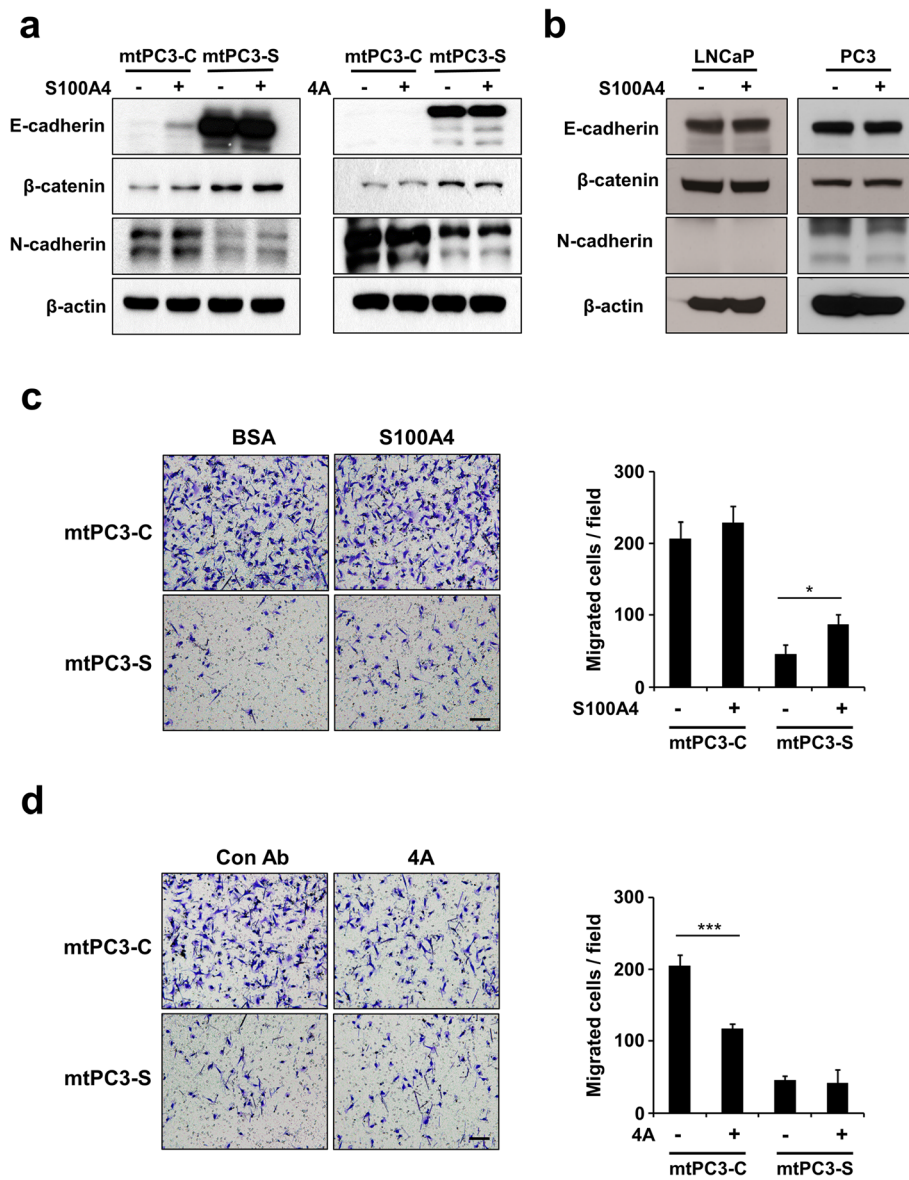 a
mtPC3-C mtPC3-S
S100A4 - + - +
E-cadherin
β-catenin
N-cadherin
β-actin
mtPC3-C mtPC3-S
4A - + - +
b
LNCaP PC3
S100A4 - + - +
E-cadherin
β-catenin
N-cadherin
β-actin
c
BSA S100A4
mtPC3-C
mtPC3-S
Migrated cells / field
300
200
100
0
*
S100A4 - + - +
mtPC3-C mtPC3-S
d
Con Ab 4A
mtPC3-C
mtPC3-S
Migrated cells / field
300
200
100
0
***
4A - + - +
mtPC3-C mtPC3-S